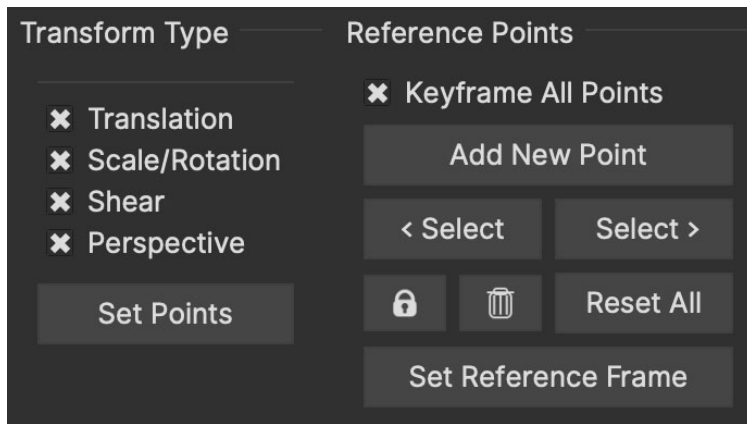 Transform Type
Translation
Scale/Rotation
Shear
Perspective
Set Points
Reference Points
Keyframe All Points
Add New Point
< Select
Select >
Reset All
Set Reference Frame